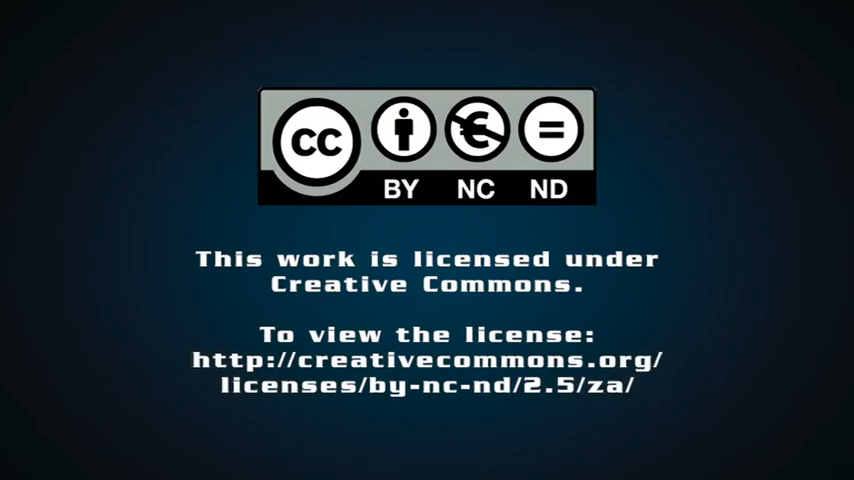 CC
BY NC ND
This work is licensed under
Creative Commons.
To view the license:
http://creativecommons.org/
licenses/by-nc-nd/2.5/za/